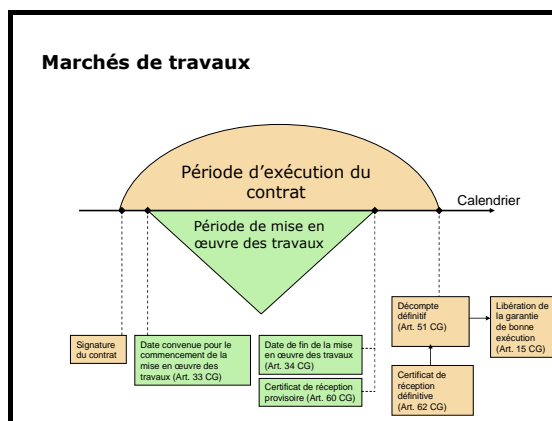 Marchés de travaux
Période d'exécution du
contrat
Calendrier
Période de mise en
œuvre des travaux
Signature
du contrat
Date convenue pour le
commencement de la
mise en œuvre des
travaux (Art. 33 CG)
Date de fin de la mise
en œuvre des travaux
(Art. 34 CG)
Certificat de réception
provisoire (Art. 60 CG)
Décompte
définitif
(Art. 51 CG)
Certificat de
réception
définitive
(Art. 62 CG)
Libération de
la garantie
de bonne
exécution
(Art. 15 CG)